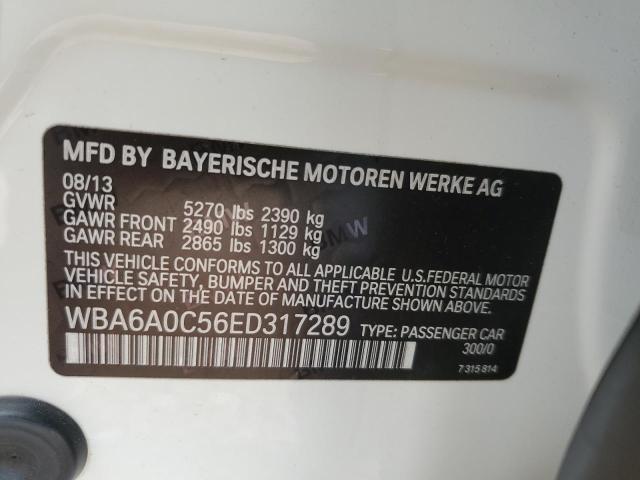 MFD BY BAYERISCHE MOTOREN WERKE AG
08/13
GVWR 5270 lbs 2390 kg
GAWR FRONT 2490 lbs 1129 kg
GAWR REAR 2865 lbs 1300 kg
THIS VEHICLE CONFORMS TO ALL APPLICABLE U.S.FEDERAL MOTOR
VEHICLE SAFETY, BUMPER AND THEFT PREVENTION STANDARDS
IN EFFECT ON THE DATE OF MANUFACTURE SHOWN ABOVE.
WBA6A0C56ED317289 TYPE: PASSENGER CAR
300/0
7 315 814